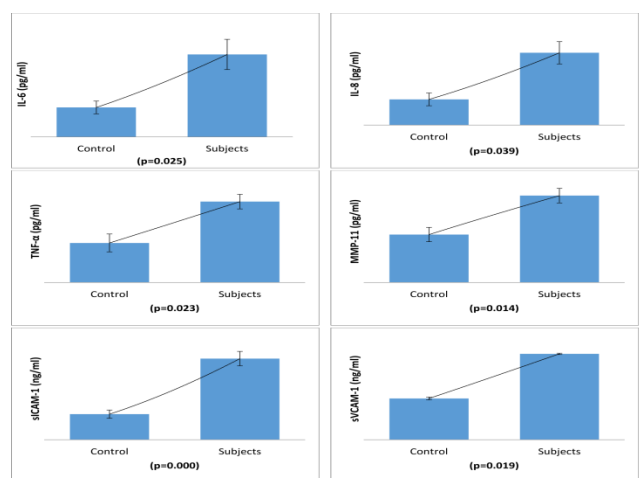 IL-6 (pg/ml)
Control Subjects
(p=0.025)
IL-8 (pg/ml)
Control Subjects
(p=0.039)
TNF-α (pg/ml)
Control Subjects
(p=0.023)
MMP-11 (pg/ml)
Control Subjects
(p=0.014)
sICAM-1 (ng/ml)
Control Subjects
(p=0.000)
sVCAM-1 (ng/ml)
Control Subjects
(p=0.019)